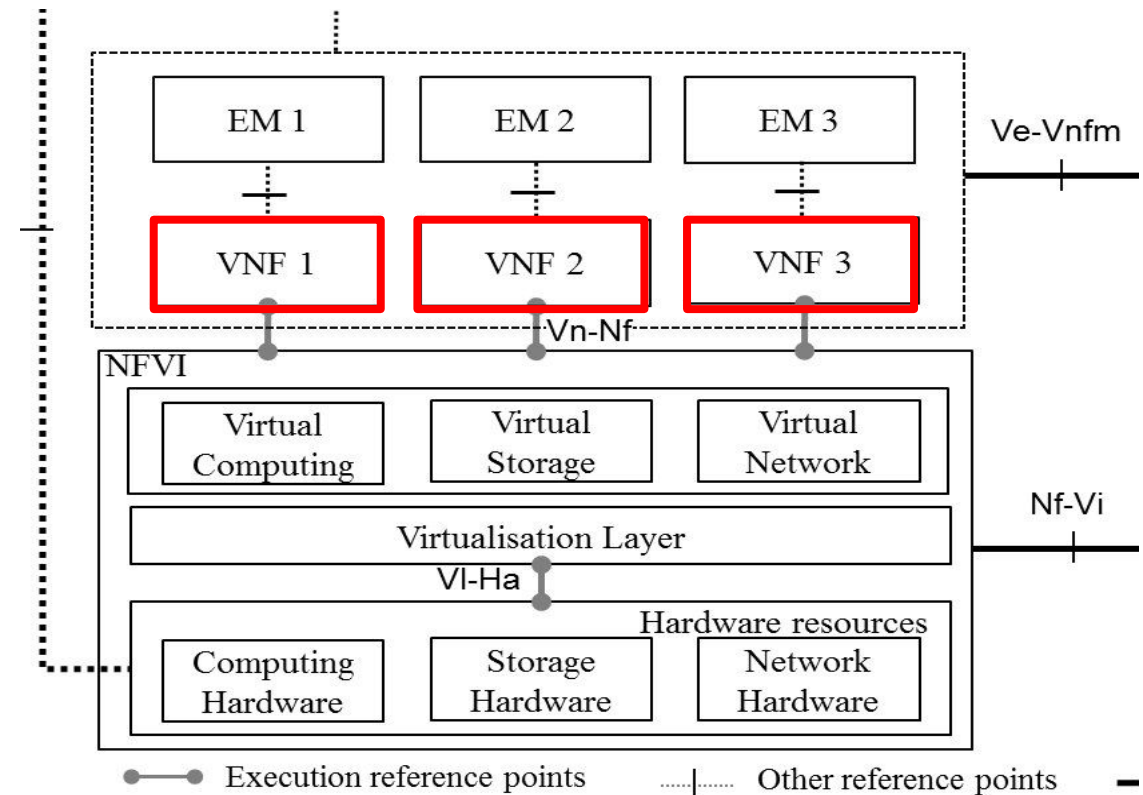 EM 1
EM 2
EM 3
Ve-Vnfm
VNF 1
VNF 2
VNF 3
Vn-Nf
NFVI
Virtual
Computing
Virtual
Storage
Virtual
Network
Nf-Vi
Virtualisation Layer
Vl-Ha
Hardware resources
Computing
Hardware
Storage
Hardware
Network
Hardware
Execution reference points
Other reference points